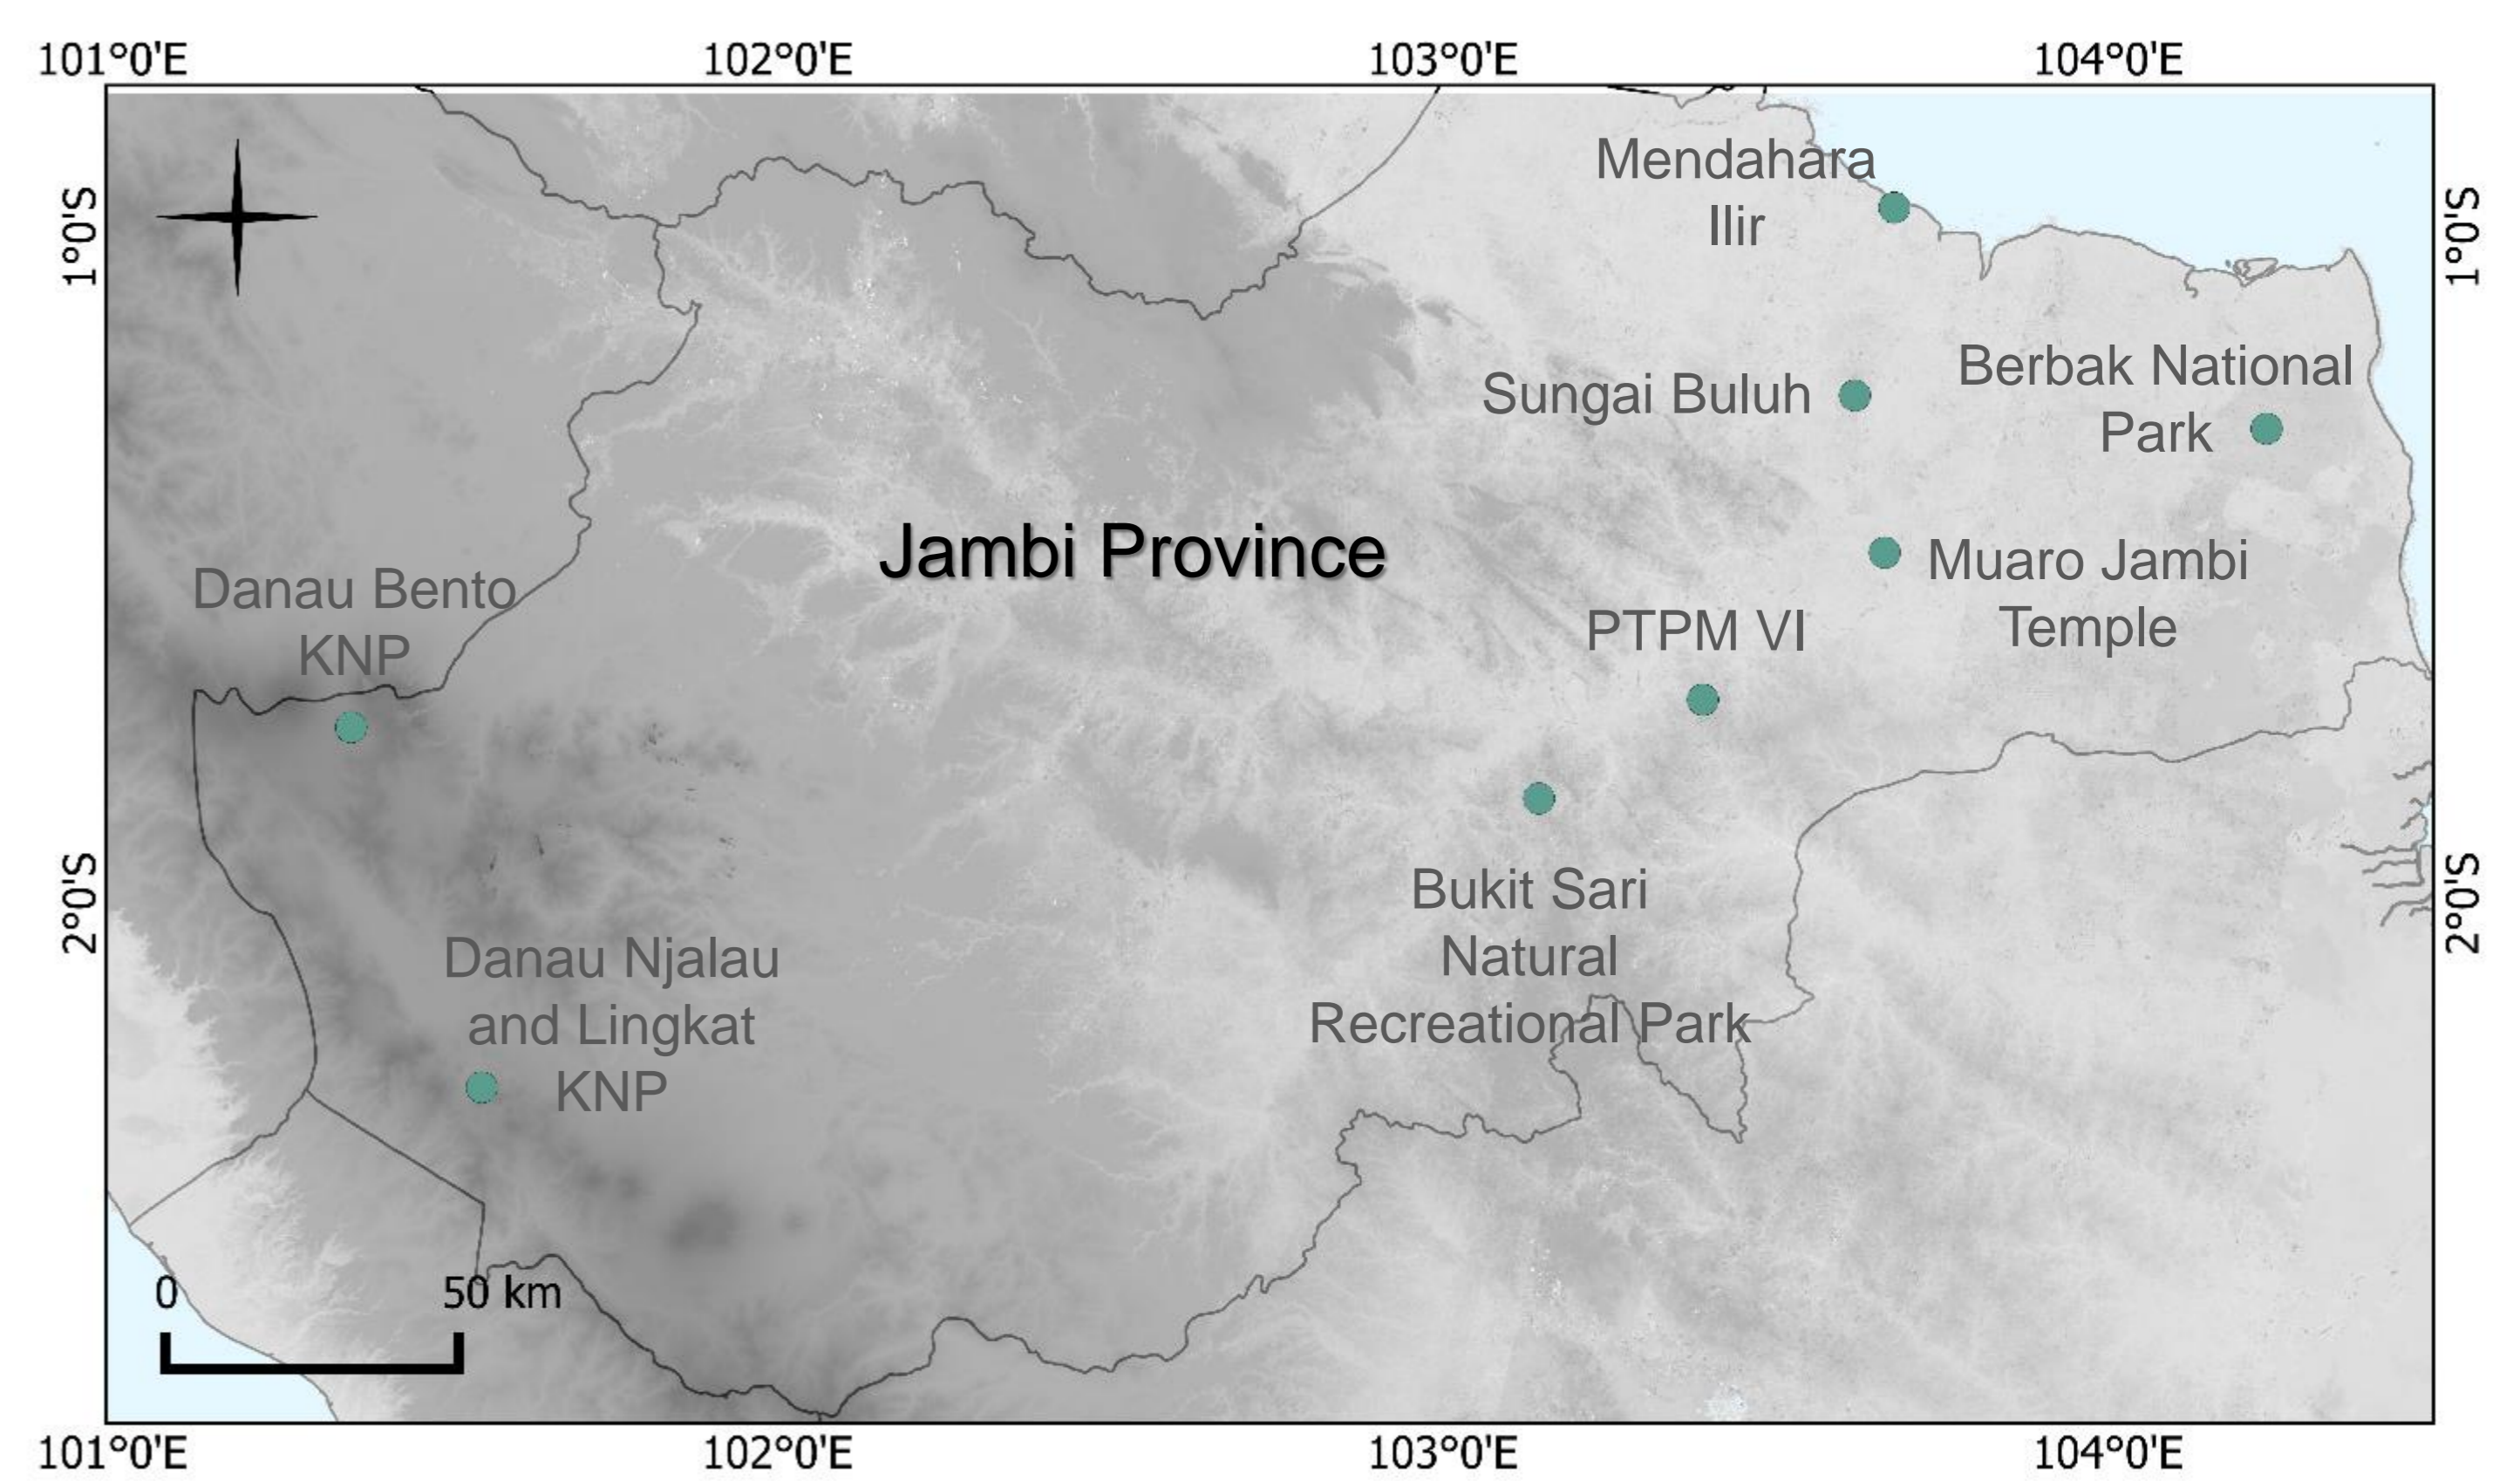 101°0'E
102°0'E
103°0'E
104°0'E
1°0'S
1°0'S
Mendahara
Ilir
Sungai Buluh
Berbak National
Park
Jambi Province
Muaro Jambi
Temple
Danau Bento
KNP
PTPM VI
2°0'S
2°0'S
Bukit Sari
Natural
Recreational Park
Danau Njalau
and Lingkat
KNP
0
50 km
101°0'E
102°0'E
103°0'E
104°0'E